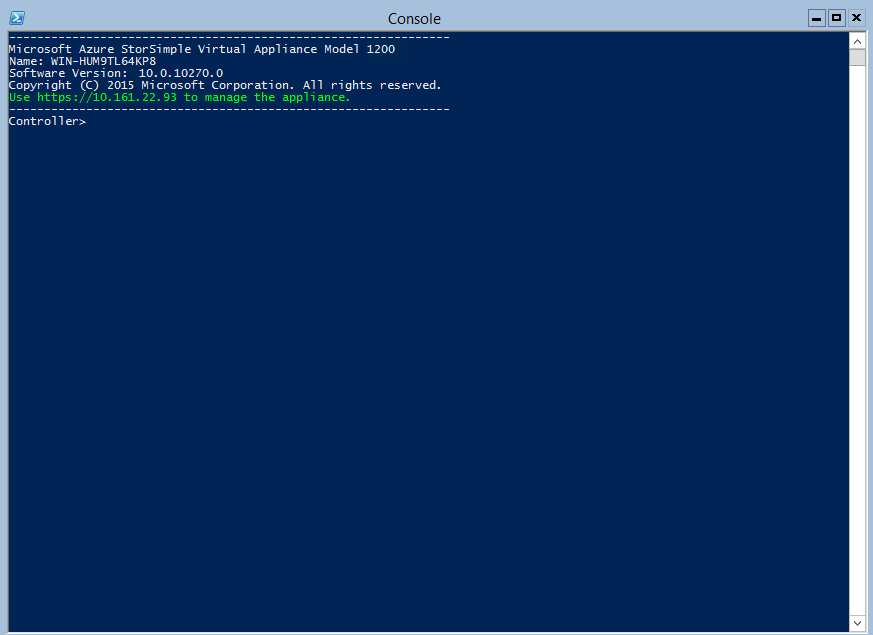 Console
---------------------------------------------------------------
Microsoft Azure StorSimple Virtual Appliance Model 1200
Name: WIN-HUM9TL64KP8
Software Version:  10.0.10270.0
Copyright (C) 2015 Microsoft Corporation. All rights reserved.
Use https://10.161.22.93 to manage the appliance.
---------------------------------------------------------------
Controller>